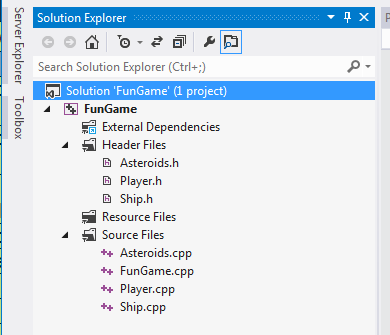 Server Explorer
Toolbox
Solution Explorer
Search Solution Explorer (Ctrl+;)
Solution 'FunGame' (1 project)
FunGame
External Dependencies
Header Files
Asteroids.h
Player.h
Ship.h
Resource Files
Source Files
Asteroids.cpp
FunGame.cpp
Player.cpp
Ship.cpp